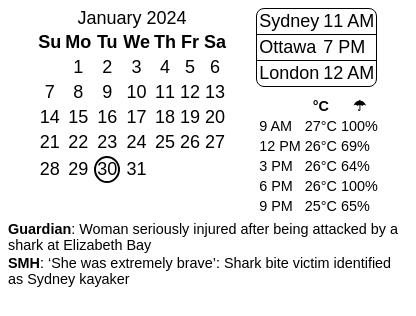 January 2024
Su Mo Tu We Th Fr Sa
1 2 3 4 5 6
7 8 9 10 11 12 13
14 15 16 17 18 19 20
21 22 23 24 25 26 27
28 29 30 31
Sydney 11 AM
Ottawa 7 PM
London 12 AM
°C ☂
9 AM 27°C 100%
12 PM 26°C 69%
3 PM 26°C 64%
6 PM 26°C 100%
9 PM 25°C 65%
Guardian: Woman seriously injured after being attacked by a
shark at Elizabeth Bay
SMH: ‘She was extremely brave’: Shark bite victim identified
as Sydney kayaker